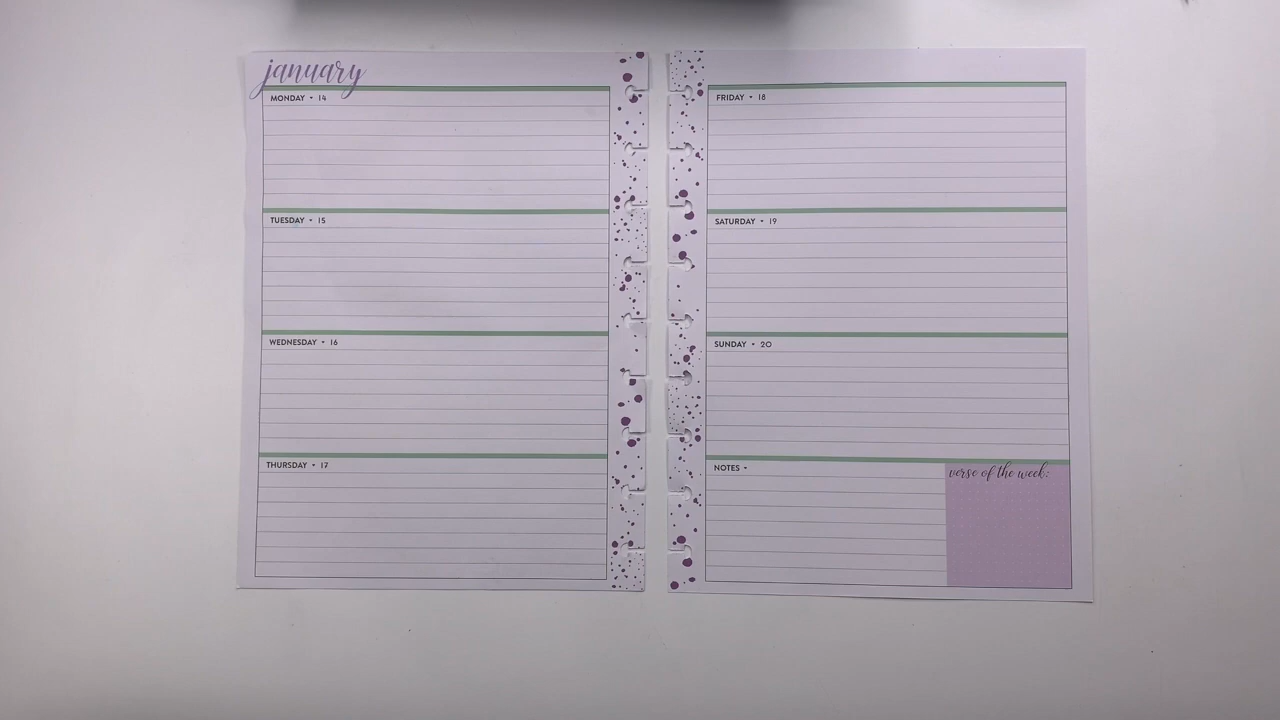 january
MONDAY • 14
TUESDAY • 15
WEDNESDAY • 16
THURSDAY • 17
FRIDAY • 18
SATURDAY • 19
SUNDAY • 20
NOTES •
verse of the week: